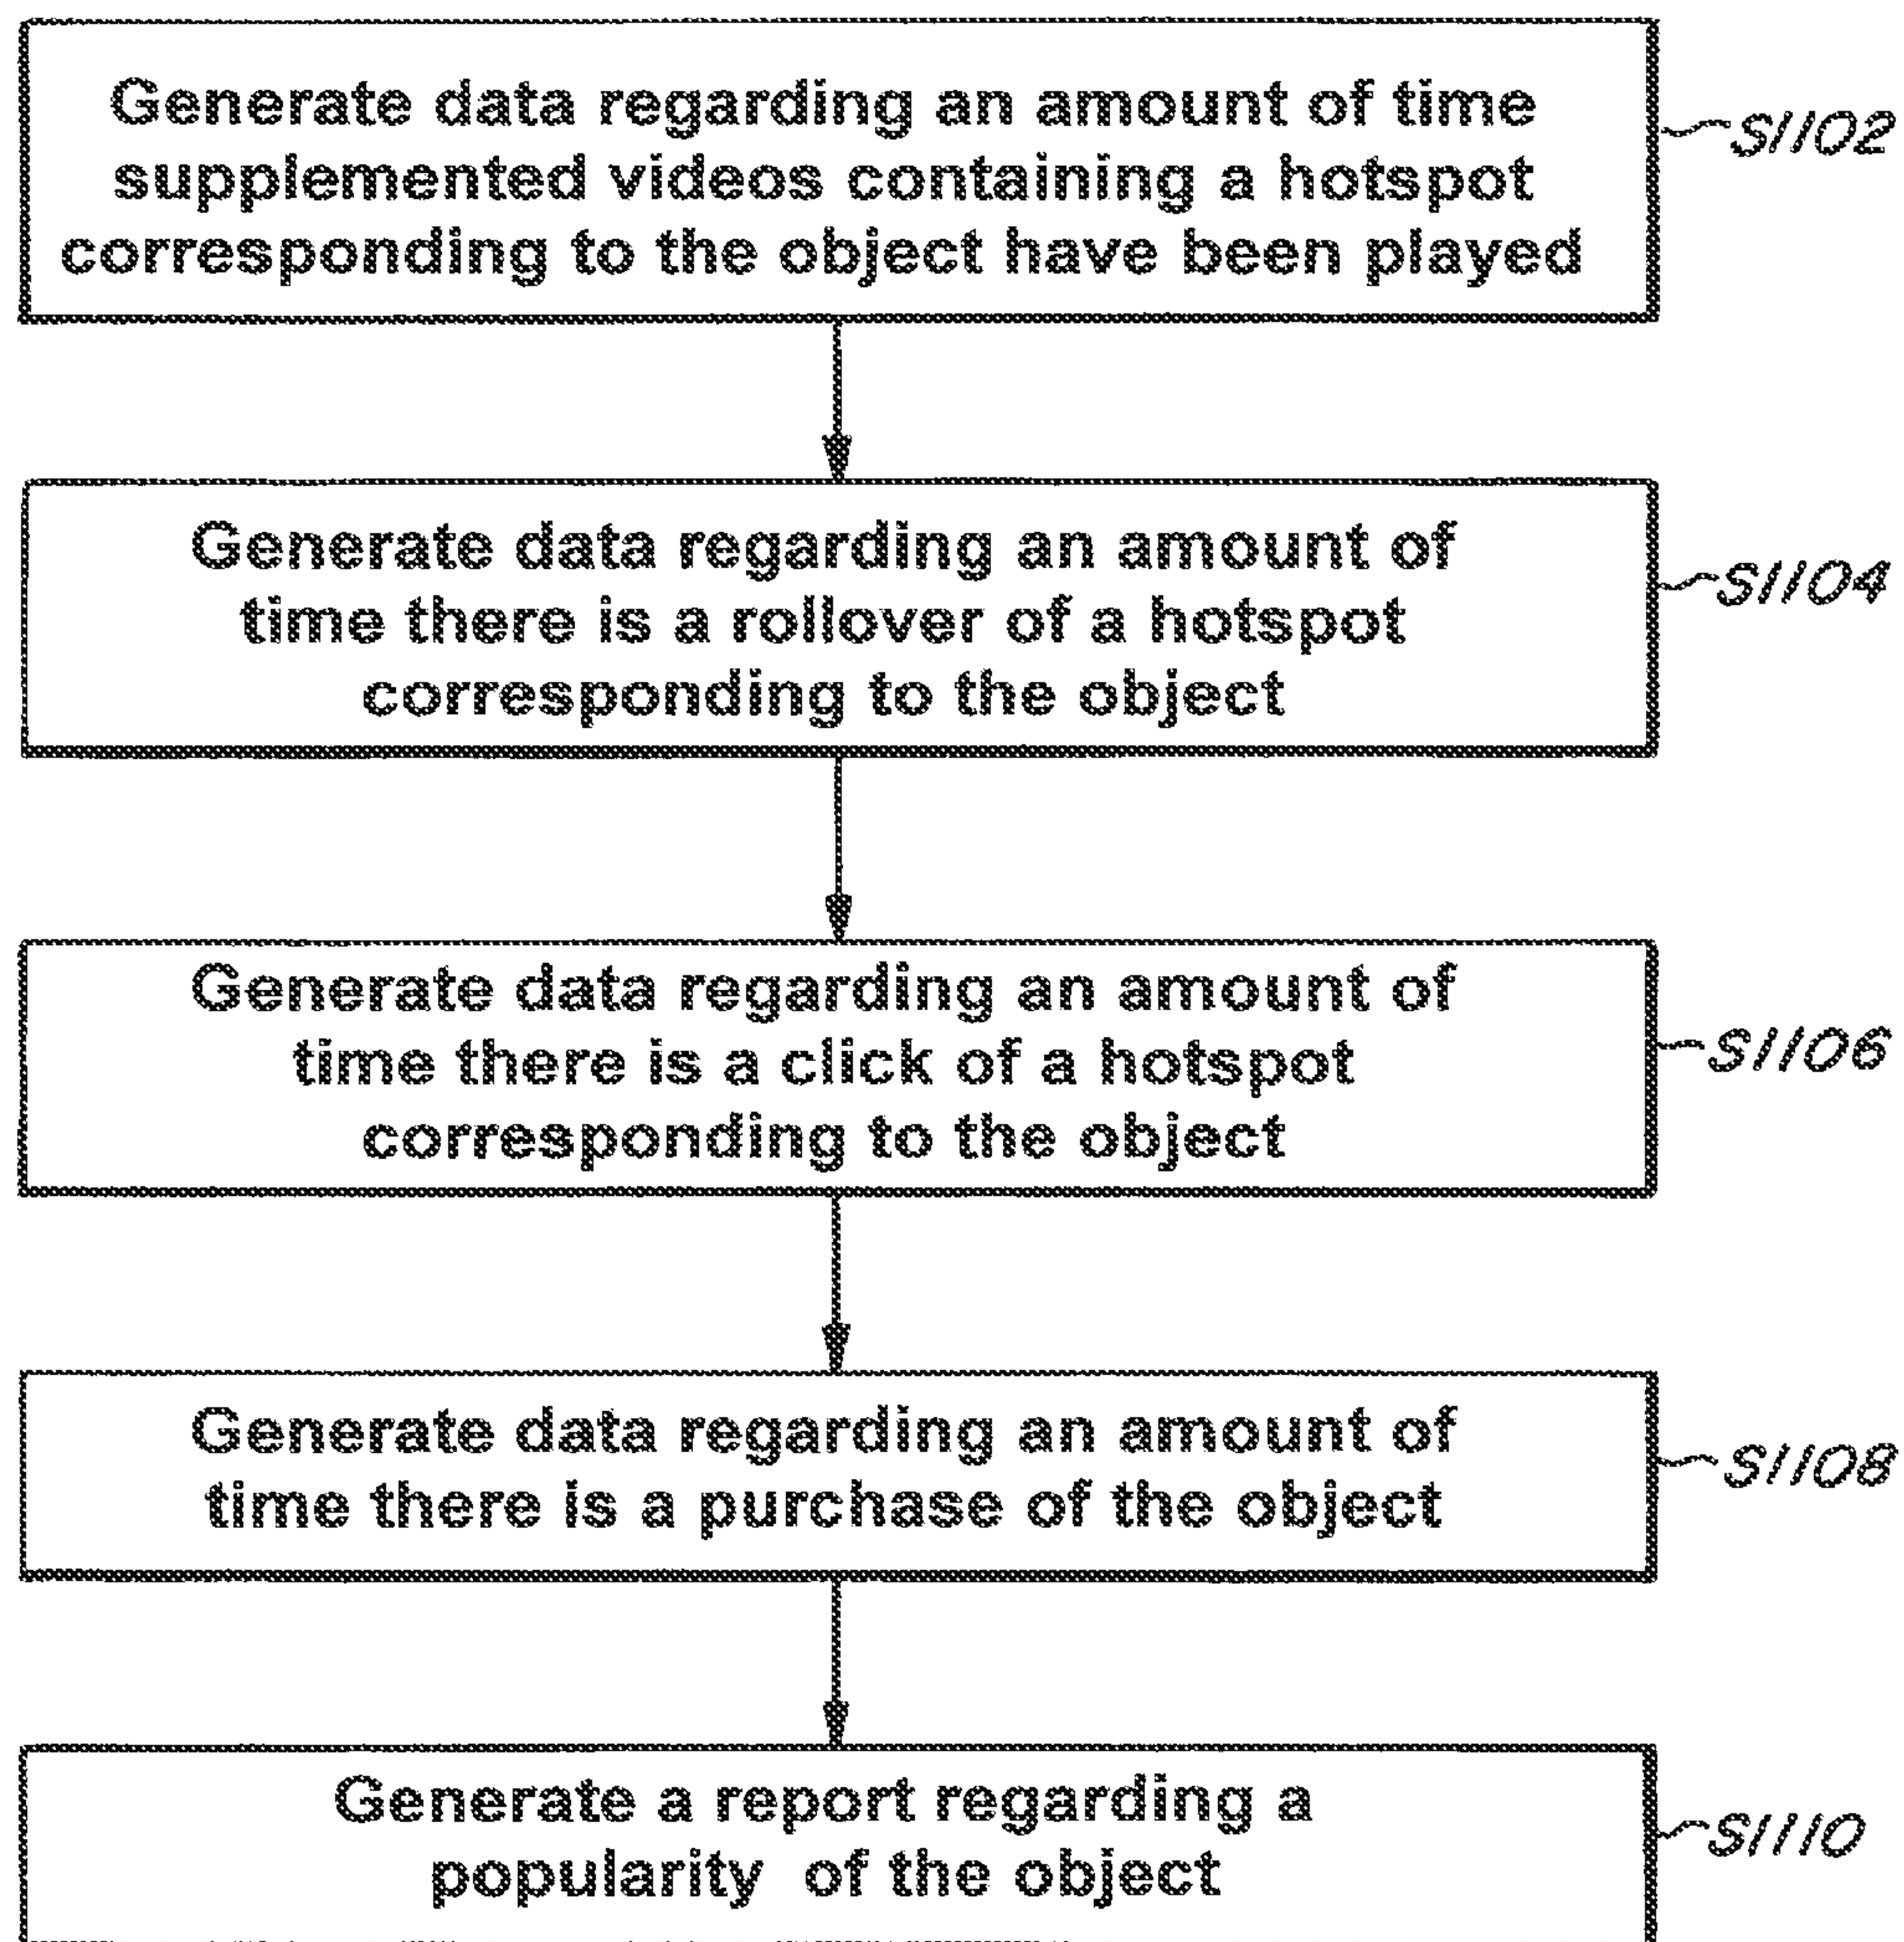 Generate data regarding an amount of time
supplemented videos containing a hotspot
corresponding to the object have been played
S1102
Generate data regarding an amount of
time there is a rollover of a hotspot
corresponding to the object
S1104
Generate data regarding an amount of
time there is a click of a hotspot
corresponding to the object
S1106
Generate data regarding an amount of
time there is a purchase of the object
S1108
Generate a report regarding a
popularity of the object
S1110